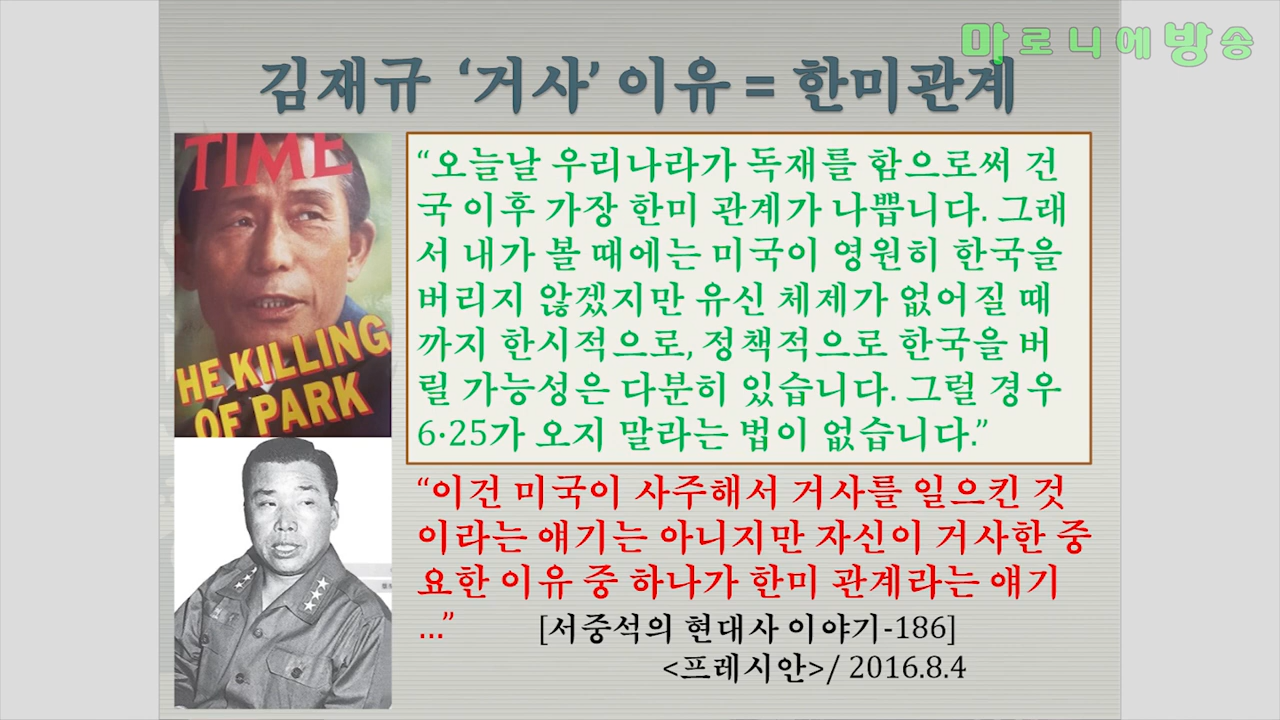 마로니에방송
김재규 ‘거사’ 이유 = 한미관계
TIME
HE KILLING
OF PARK
“오늘날 우리나라가 독재를 함으로써 건
국 이후 가장 한미 관계가 나쁩니다. 그래
서 내가 볼 때에는 미국이 영원히 한국을
버리지 않겠지만 유신 체제가 없어질 때
까지 한시적으로, 정책적으로 한국을 버
릴 가능성은 다분히 있습니다. 그럴 경우
6·25가 오지 말라는 법이 없습니다.”
“이건 미국이 사주해서 거사를 일으킨 것
이라는 얘기는 아니지만 자신이 거사한 중
요한 이유 중 하나가 한미 관계라는 얘기
...”
[서중석의 현대사 이야기-186]
<프레시안>/ 2016.8.4